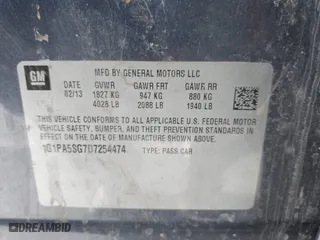 GM
MFD BY GENERAL MOTORS LLC
DATE GVWR GAWR FRT GAWR RR
02/13 1827 KG 947 KG 880 KG
4028 LB 2088 LB 1940 LB
THIS VEHICLE CONFORMS TO ALL APPLICABLE U.S. FEDERAL MOTOR
VEHICLE SAFETY, BUMPER, AND THEFT PREVENTION STANDARDS
IN EFFECT ON THE DATE OF MANUFACTURE SHOWN ABOVE.
1G1PA5SG7D7254474 TYPE: PASS CAR